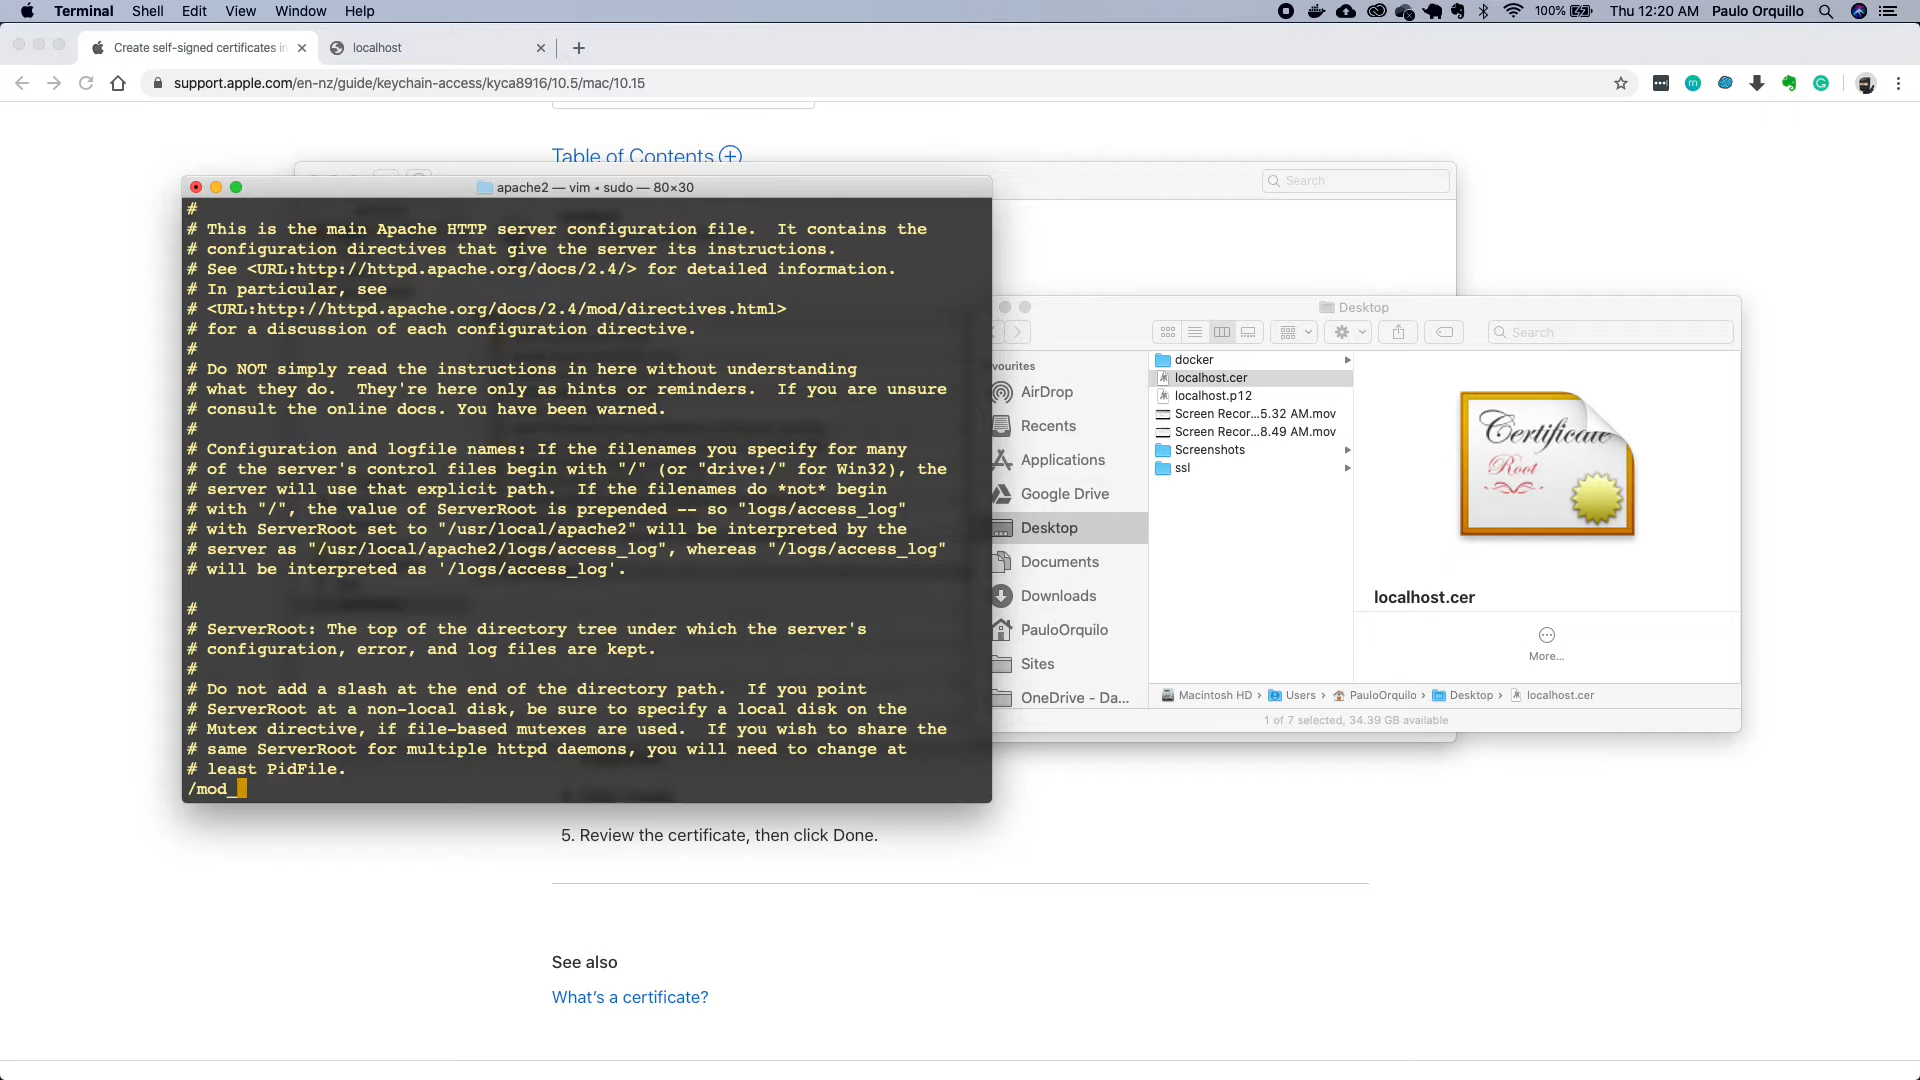 Terminal Shell Edit View Window Help 100% Thu 12:20 AM Paulo Orquillo
Create self-signed certificates in
localhost
support.apple.com/en-nz/guide/keychain-access/kyca8916/10.5/mac/10.15
Table of Contents
Search
apache2 — vim ◂ sudo — 80×30
#
# This is the main Apache HTTP server configuration file.  It contains the
# configuration directives that give the server its instructions.
# See <URL:http://httpd.apache.org/docs/2.4/> for detailed information.
# In particular, see
# <URL:http://httpd.apache.org/docs/2.4/mod/directives.html>
# for a discussion of each configuration directive.
#
# Do NOT simply read the instructions in here without understanding
# what they do.  They're here only as hints or reminders.  If you are unsure
# consult the online docs. You have been warned.
#
# Configuration and logfile names: If the filenames you specify for many
# of the server's control files begin with "/" (or "drive:/" for Win32), the
# server will use that explicit path.  If the filenames do *not* begin
# with "/", the value of ServerRoot is prepended -- so "logs/access_log"
# with ServerRoot set to "/usr/local/apache2" will be interpreted by the
# server as "/usr/local/apache2/logs/access_log", whereas "/logs/access_log"
# will be interpreted as '/logs/access_log'.
#
# ServerRoot: The top of the directory tree under which the server's
# configuration, error, and log files are kept.
#
# Do not add a slash at the end of the directory path.  If you point
# ServerRoot at a non-local disk, be sure to specify a local disk on the
# Mutex directive, if file-based mutexes are used.  If you wish to share the
# same ServerRoot for multiple httpd daemons, you will need to change at
# least PidFile.
/mod_
Desktop
Search
vourites
AirDrop
Recents
Applications
Google Drive
Desktop
Documents
Downloads
PauloOrquilo
Sites
OneDrive - Da...
docker
localhost.cer
localhost.p12
Screen Recor...5.32 AM.mov
Screen Recor...8.49 AM.mov
Screenshots
ssl
Certificate
Root
localhost.cer
More...
Macintosh HD › Users › PauloOrquilo › Desktop › localhost.cer
1 of 7 selected, 34.39 GB available
5. Review the certificate, then click Done.
See also
What's a certificate?